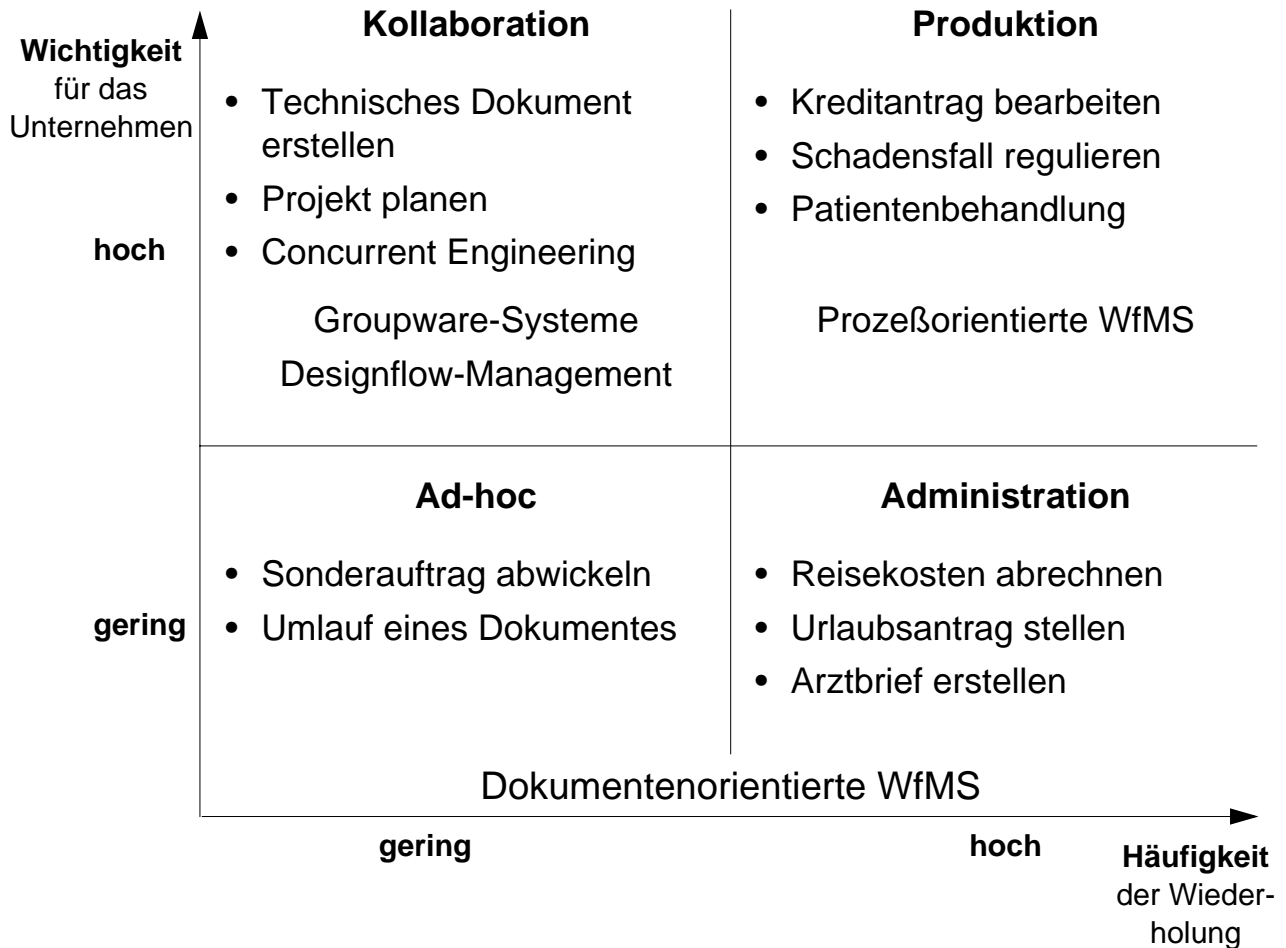 Kollaboration
Produktion
Wichtigkeit
für das
Unternehmen
• Technisches Dokument
erstellen
• Projekt planen
• Concurrent Engineering
Groupware-Systeme
Designflow-Management
• Kreditantrag bearbeiten
• Schadensfall regulieren
• Patientenbehandlung
Prozeßorientierte WfMS
hoch
Ad-hoc
• Sonderauftrag abwickeln
• Umlauf eines Dokumentes
Administration
• Reisekosten abrechnen
• Urlaubsantrag stellen
• Arztbrief erstellen
gering
Dokumentenorientierte WfMS
gering
hoch
Häufigkeit
der Wieder-
holung